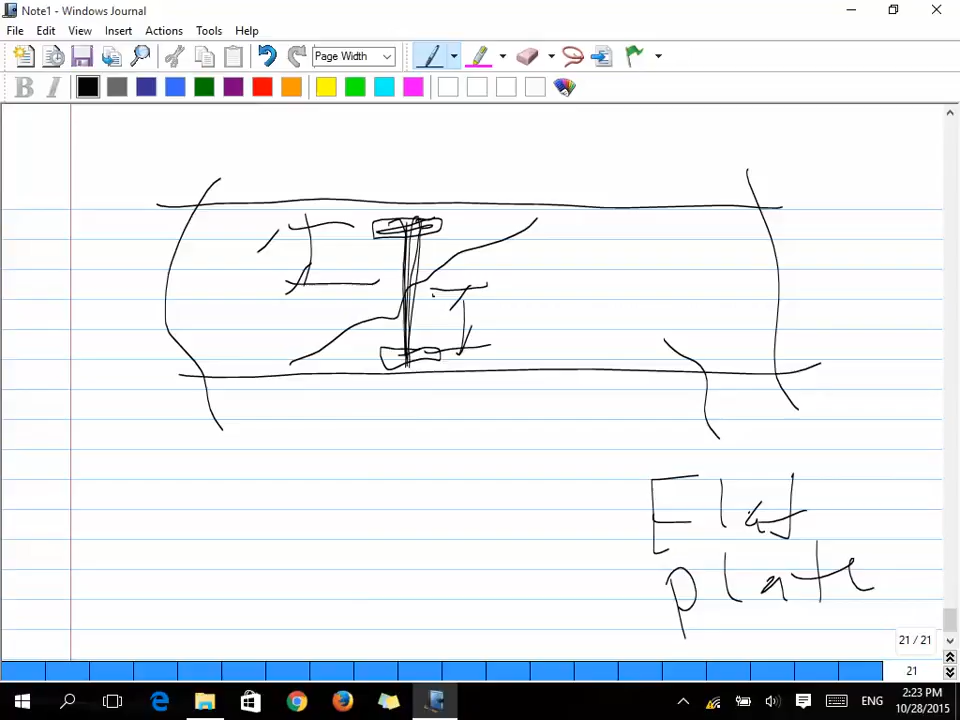 Note1 - Windows Journal
File Edit View Insert Actions Tools Help
Page Width
B I
Flat
plate
21 / 21
21
ENG
2:23 PM
10/28/2015